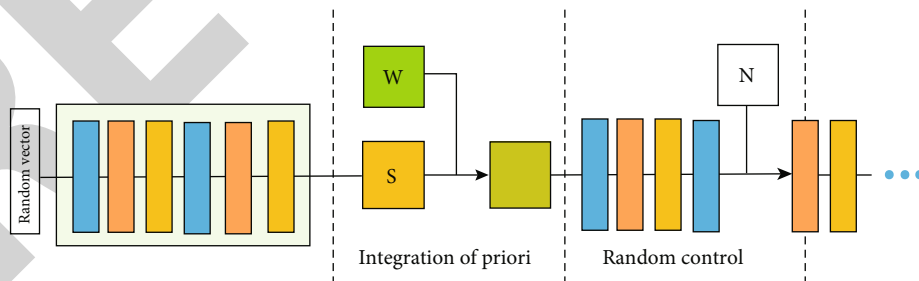 Random vector
W
S
Integration of priori
N
Random control